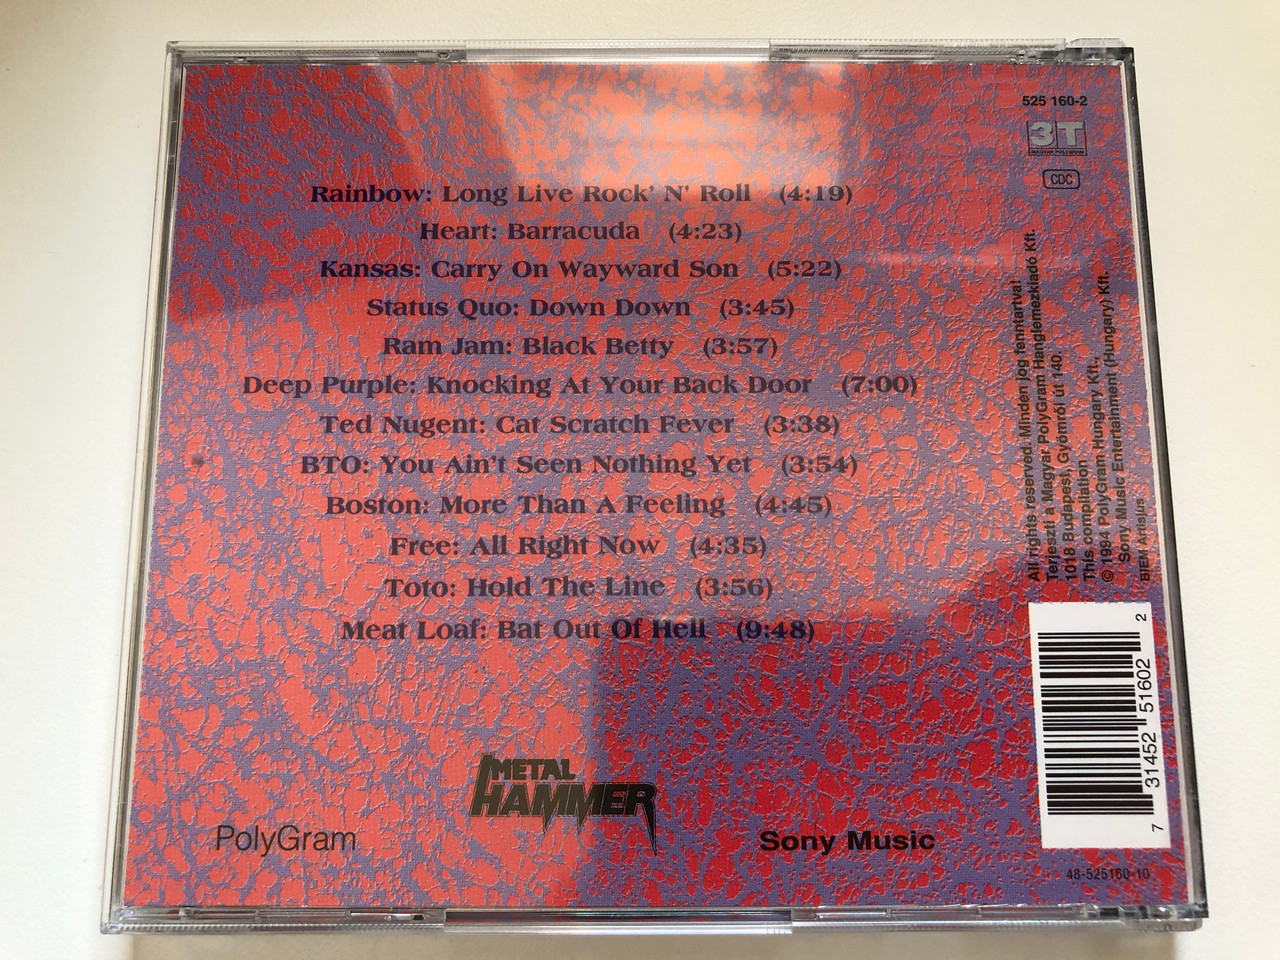 525 160-2
3T
MAGYAR POLYGRAM
CDC
Rainbow: Long Live Rock' N' Roll (4:19)
Heart: Barracuda (4:23)
Kansas: Carry On Wayward Son (5:22)
Status Quo: Down Down (3:45)
Ram Jam: Black Betty (3:57)
Deep Purple: Knocking At Your Back Door (7:00)
Ted Nugent: Cat Scratch Fever (3:38)
BTO: You Ain't Seen Nothing Yet (3:54)
Boston: More Than A Feeling (4:45)
Free: All Right Now (4:35)
Toto: Hold The Line (3:56)
Meat Loaf: Bat Out Of Hell (9:48)
All rights reserved Minden jog fenntartva!
Terjeszti a Magyar PolyGram Hanglemezkiadó Kft.
1018 Budapest, Gyömrői út 140.
This compilation
© 1994 PolyGram Hungary Kft.,
Sony Music Entertainment (Hungary) Kft.
BIEM Artisjus
7 31452 51602 2
METAL
HAMMER
PolyGram
Sony Music
48-525160-10